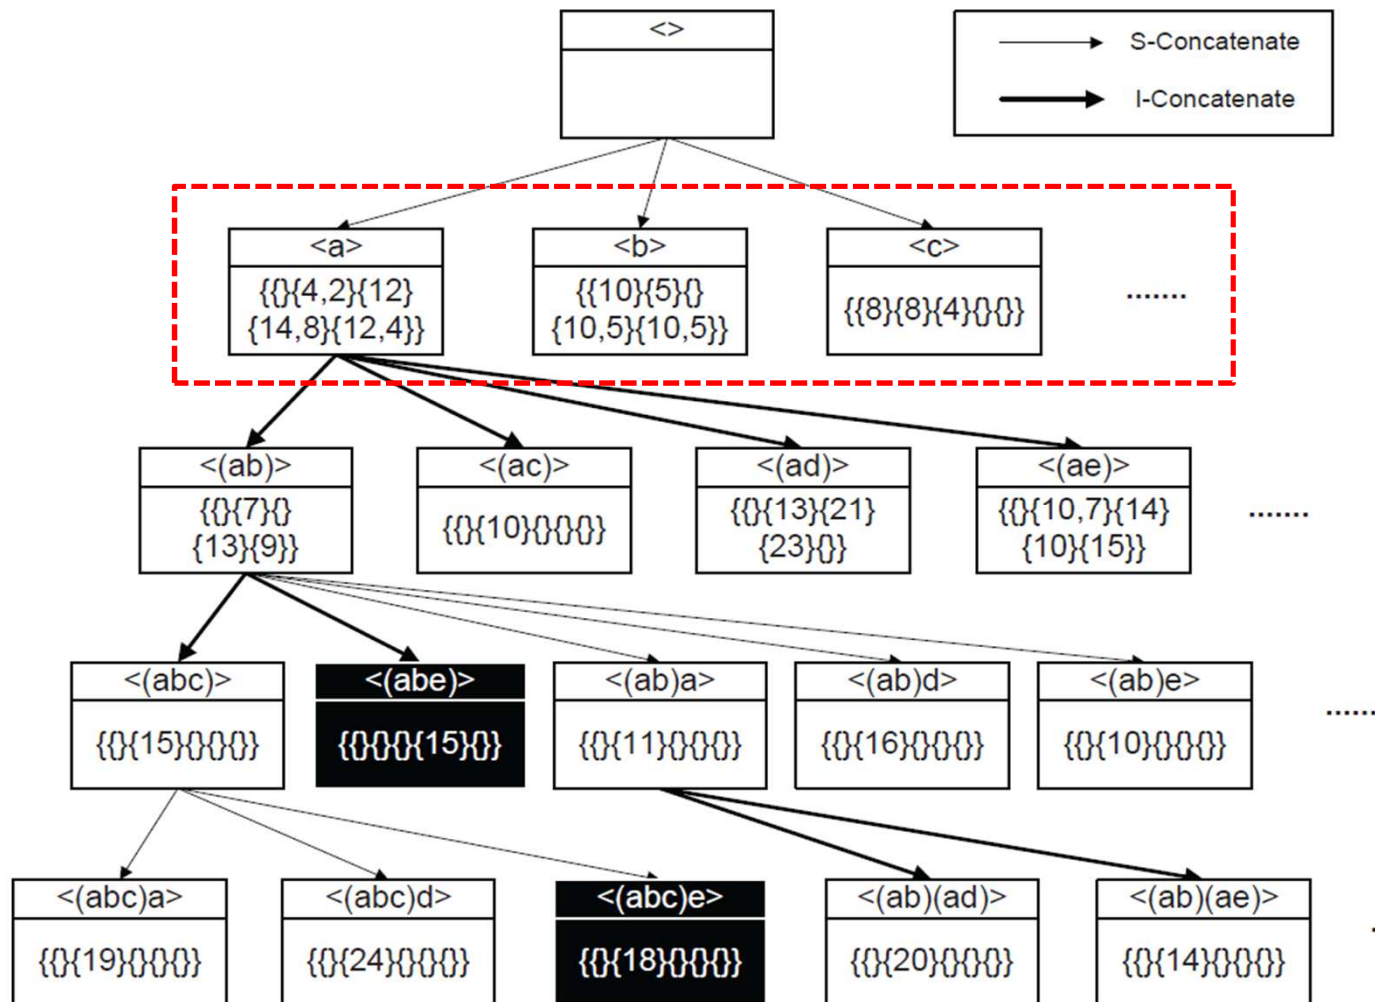 <>
S-Concatenate
I-Concatenate
<a>
{{}{4,2}{12}
{14,8}{12,4}}
<b>
{{10}{5}{}
{10,5}{10,5}}
<c>
{{8}{8}{4}{}{}}
.......
<(ab)>
{{}{7}{}
{13}{9}}
<(ac)>
{{}{10}{}{}{}}
<(ad)>
{{}{13}{21}
{23}{}}
<(ae)>
{{}{10,7}{14}
{10}{15}}
.......
<(abc)>
{{}{15}{}{}{}}
<(abe)>
{{}{}{}{15}{}}
<(ab)a>
{{}{11}{}{}{}}
<(ab)d>
{{}{16}{}{}{}}
<(ab)e>
{{}{10}{}{}{}}
......
<(abc)a>
{{}{19}{}{}{}}
<(abc)d>
{{}{24}{}{}{}}
<(abc)e>
{{}{18}{}{}{}}
<(ab)(ad)>
{{}{20}{}{}{}}
<(ab)(ae)>
{{}{14}{}{}{}}